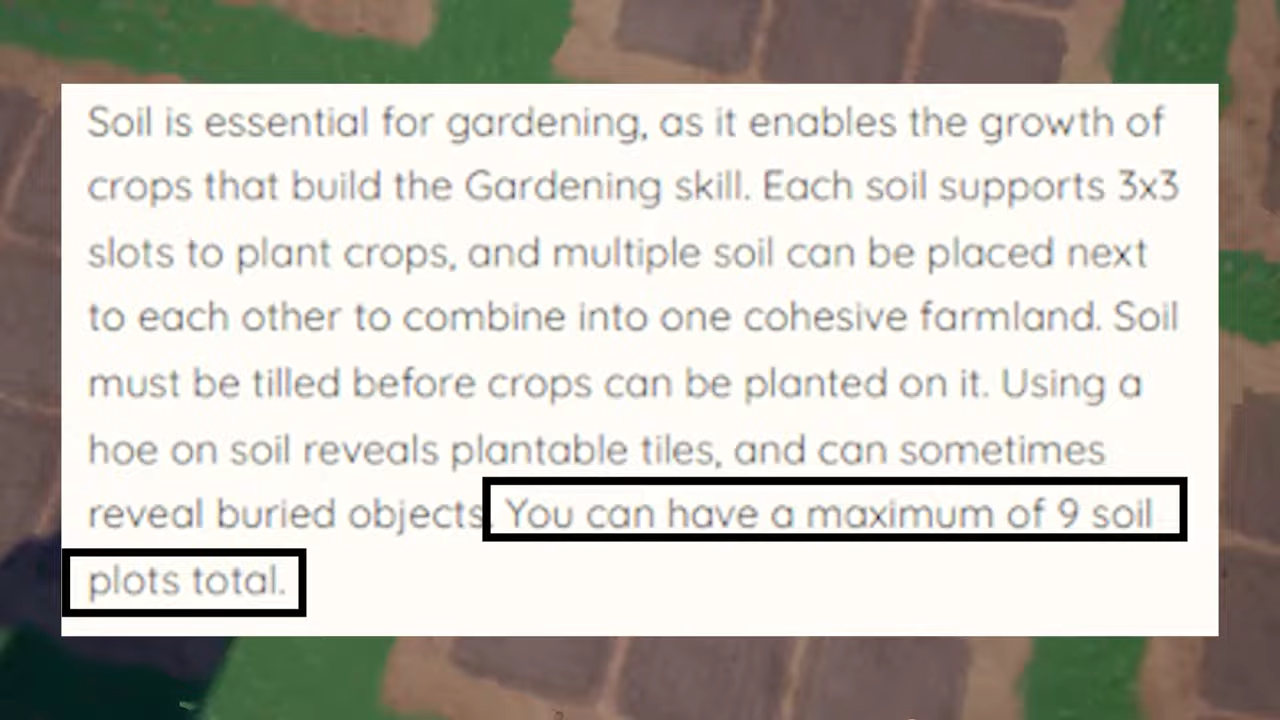 Soil is essential for gardening, as it enables the growth of
crops that build the Gardening skill. Each soil supports 3x3
slots to plant crops, and multiple soil can be placed next
to each other to combine into one cohesive farmland. Soil
must be tilled before crops can be planted on it. Using a
hoe on soil reveals plantable tiles, and can sometimes
reveal buried objects. You can have a maximum of 9 soil
plots total.